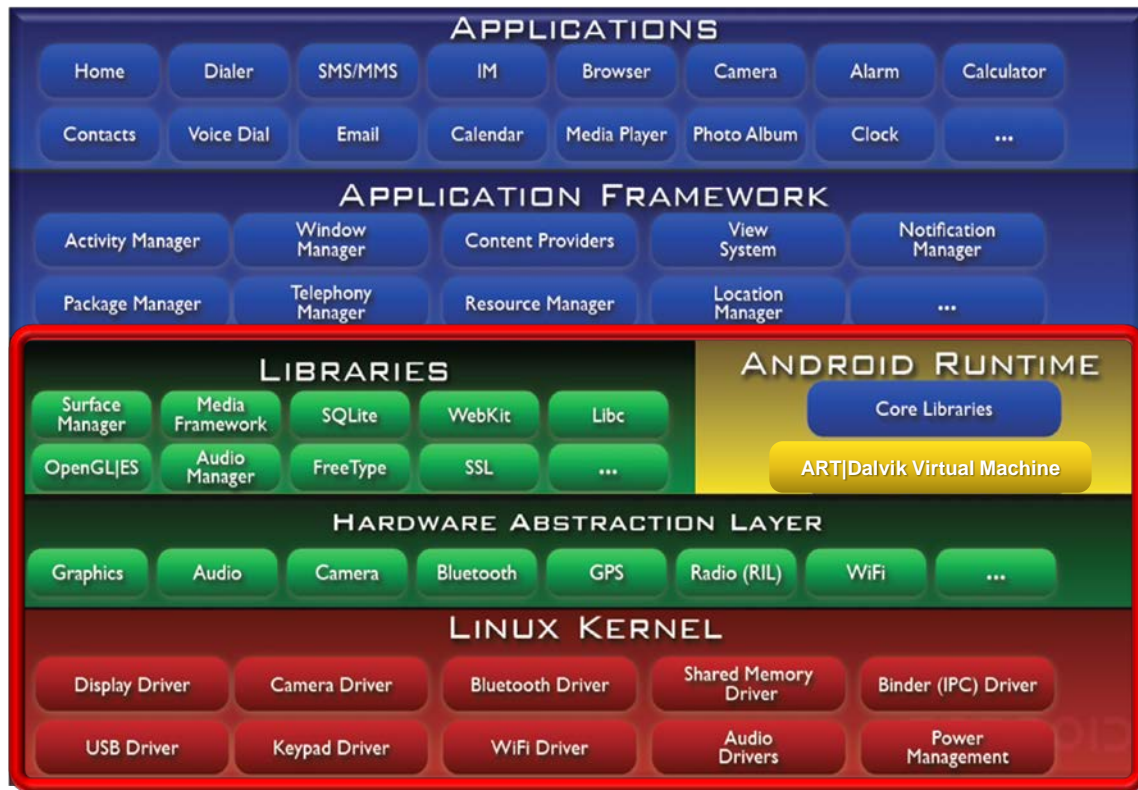 APPLICATIONS
Home Dialer SMS/MMS IM Browser Camera Alarm Calculator
Contacts Voice Dial Email Calendar Media Player Photo Album Clock ...
APPLICATION FRAMEWORK
Activity Manager
Window
Manager
Content Providers
View
System
Notification
Manager
Package Manager
Telephony
Manager
Resource Manager
Location
Manager
...
LIBRARIES
Surface
Manager
Media
Framework
SQLite
WebKit
Libc
OpenGL|ES
Audio
Manager
FreeType
SSL
...
ANDROID RUNTIME
Core Libraries
ART|Dalvik Virtual Machine
HARDWARE ABSTRACTION LAYER
Graphics Audio Camera Bluetooth GPS Radio (RIL) WiFi ...
LINUX KERNEL
Display Driver
Camera Driver
Bluetooth Driver
Shared Memory
Driver
Binder (IPC) Driver
USB Driver
Keypad Driver
WiFi Driver
Audio
Drivers
Power
Management